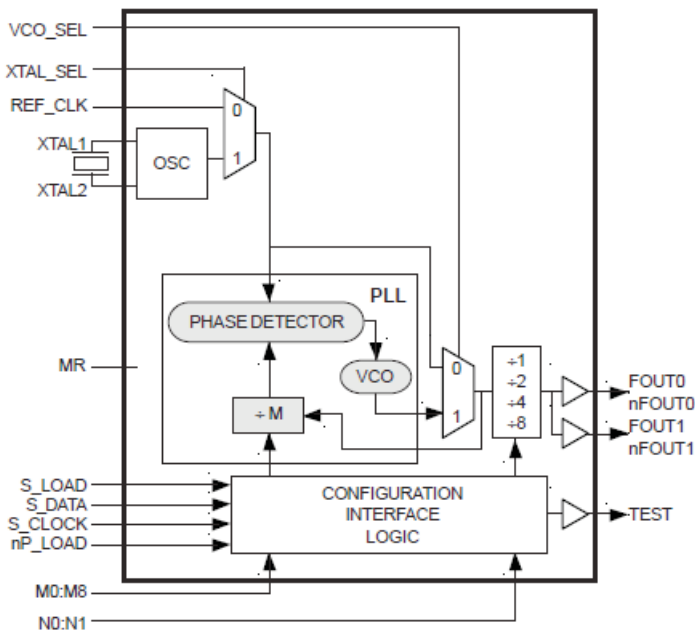 VCO_SEL
XTAL_SEL
REF_CLK
XTAL1
XTAL2
OSC
0
1
PLL
PHASE DETECTOR
VCO
÷ M
MR
0
1
÷1
÷2
÷4
÷8
FOUT0
nFOUT0
FOUT1
nFOUT1
S_LOAD
S_DATA
S_CLOCK
nP_LOAD
CONFIGURATION
INTERFACE
LOGIC
TEST
M0:M8
N0:N1